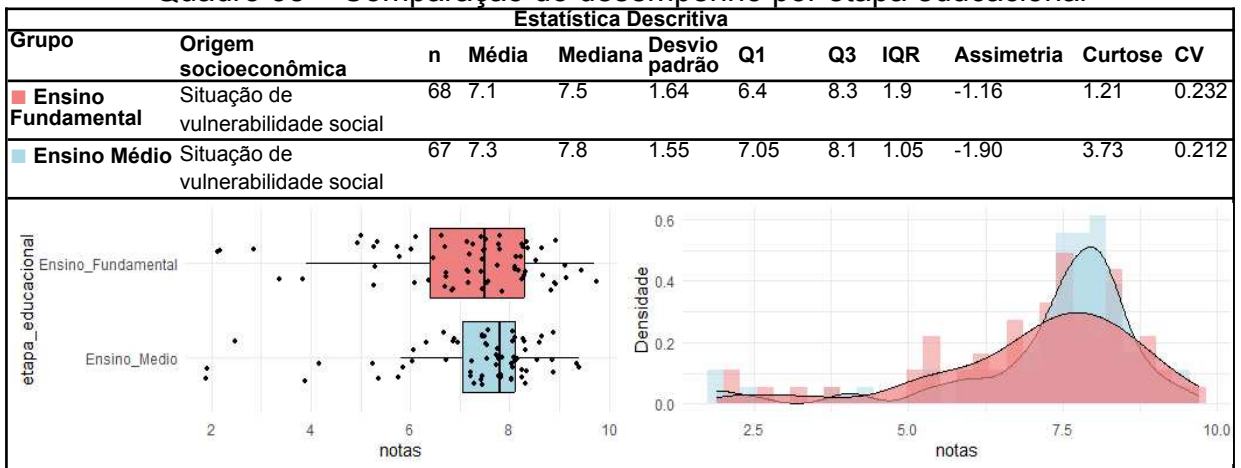 Estatística Descritiva
Grupo Origem socioeconômica n Média Mediana Desvio padrão Q1 Q3 IQR Assimetria Curtose CV
Ensino Fundamental Situação de vulnerabilidade social 68 7.1 7.5 1.64 6.4 8.3 1.9 -1.16 1.21 0.232
Ensino Médio Situação de vulnerabilidade social 67 7.3 7.8 1.55 7.05 8.1 1.05 -1.90 3.73 0.212
etapa_educacional
Ensino_Fundamental
Ensino_Medio
2 4 6 8 10
notas
Densidade
0.6
0.4
0.2
0.0
2.5 5.0 7.5 10.0
notas